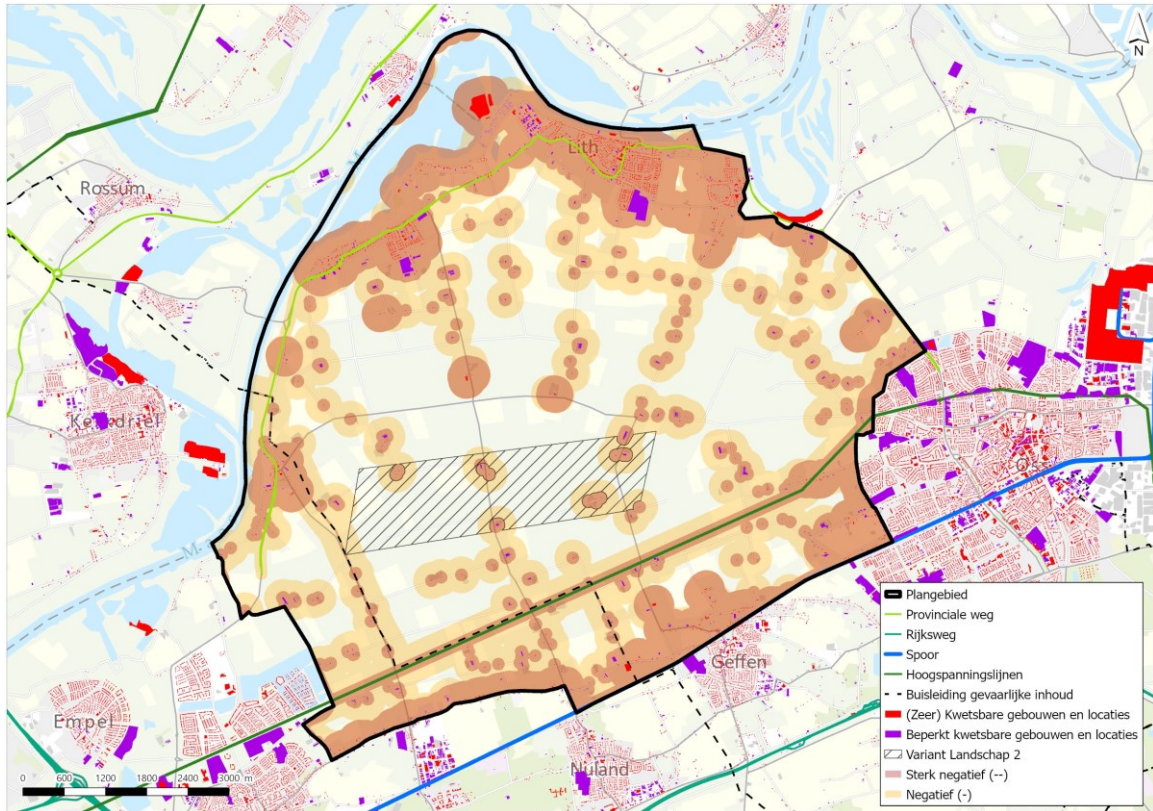 N
Lith
Rossum
Kerkdriel
Oss
M.
Geffen
Empel
Nuland
0 600 1200 1800 2400 3000 m
Plangebied
Provinciale weg
Rijksweg
Spoor
Hoogspanningslijnen
Buisleiding gevaarlijke inhoud
(Zeer) Kwetsbare gebouwen en locaties
Beperkt kwetsbare gebouwen en locaties
Variant Landschap 2
Sterk negatief (--)
Negatief (-)